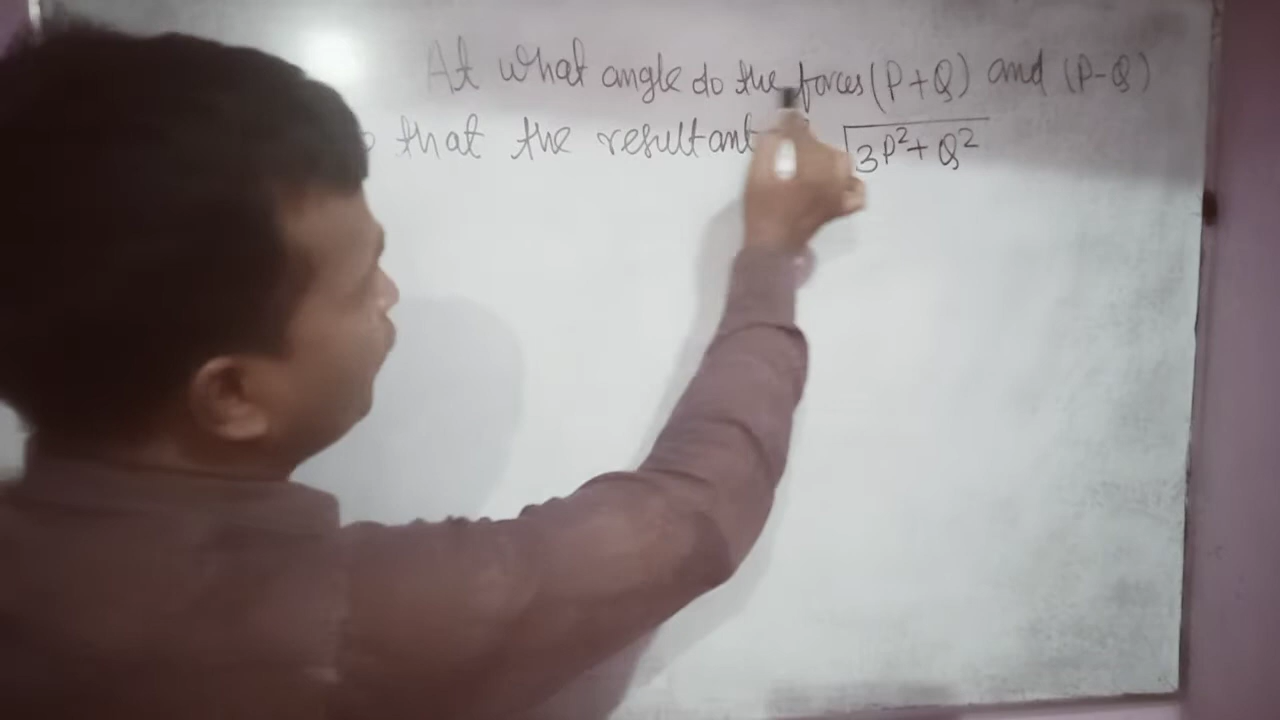 At what angle do the forces (P+Q) and (P-Q)
that the resultant √3P²+Q²